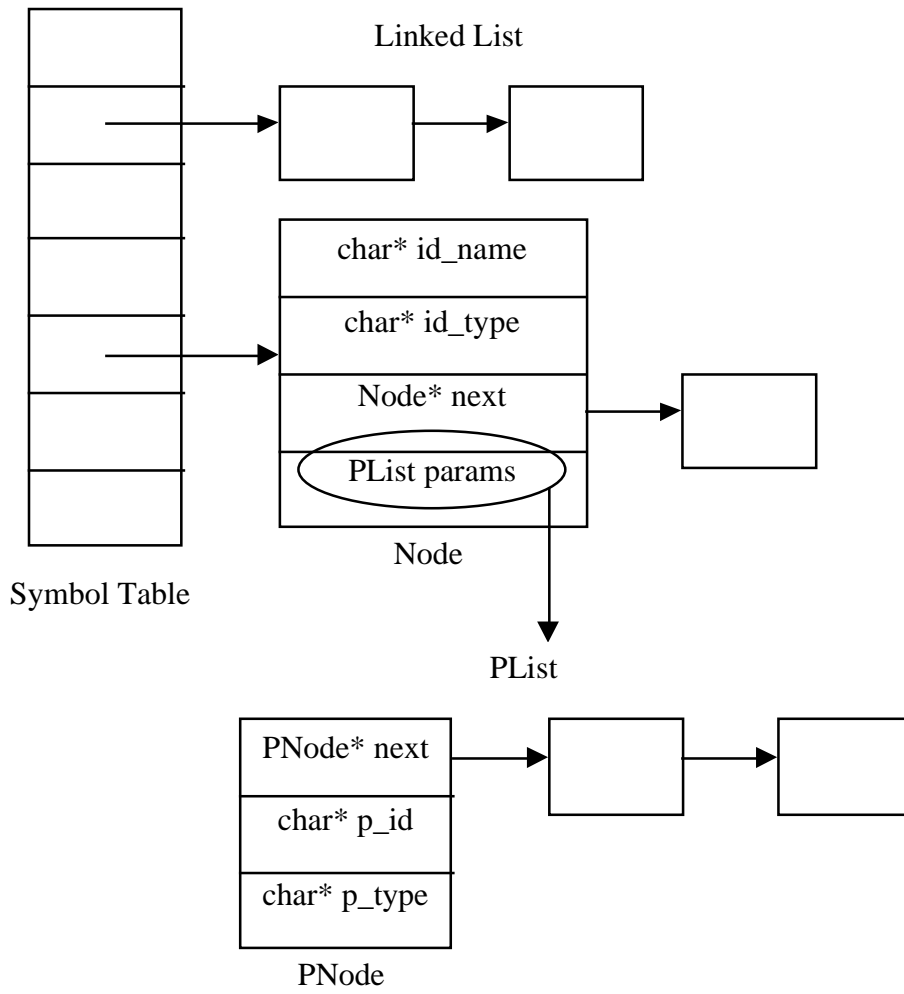 Linked List
char* id_name
char* id_type
Node* next
PList params
Node
Symbol Table
PList
PNode* next
char* p_id
char* p_type
PNode